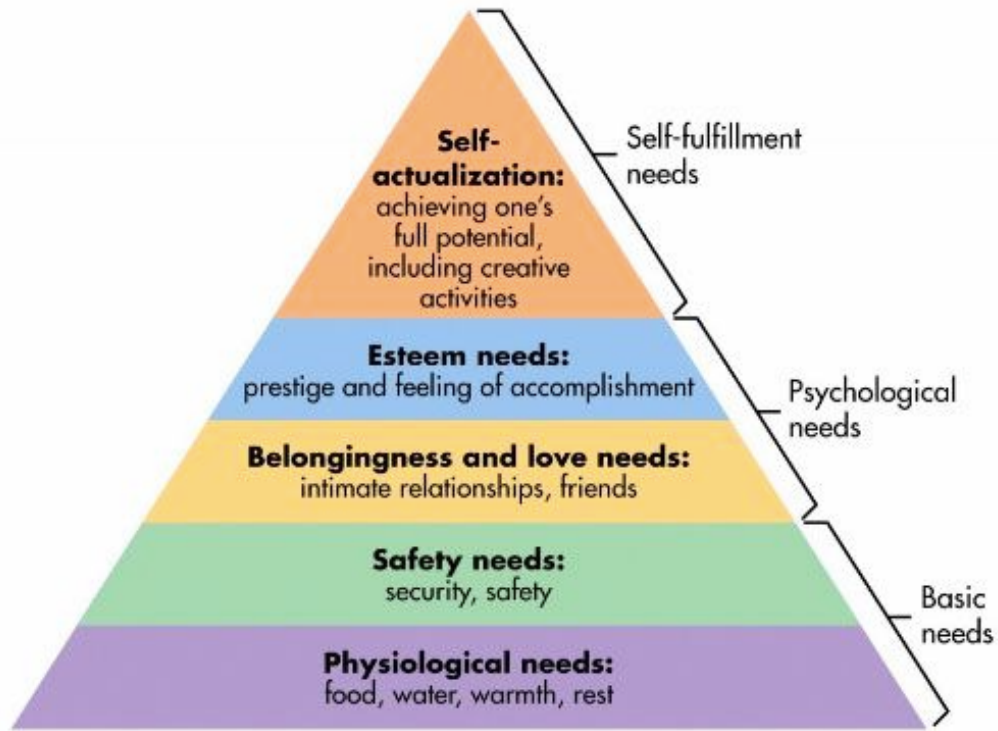 Self-
actualization:
achieving one's
full potential,
including creative
activities
Self-fulfillment
needs
Esteem needs:
prestige and feeling of accomplishment
Psychological
needs
Belongingness and love needs:
intimate relationships, friends
Safety needs:
security, safety
Basic
needs
Physiological needs:
food, water, warmth, rest